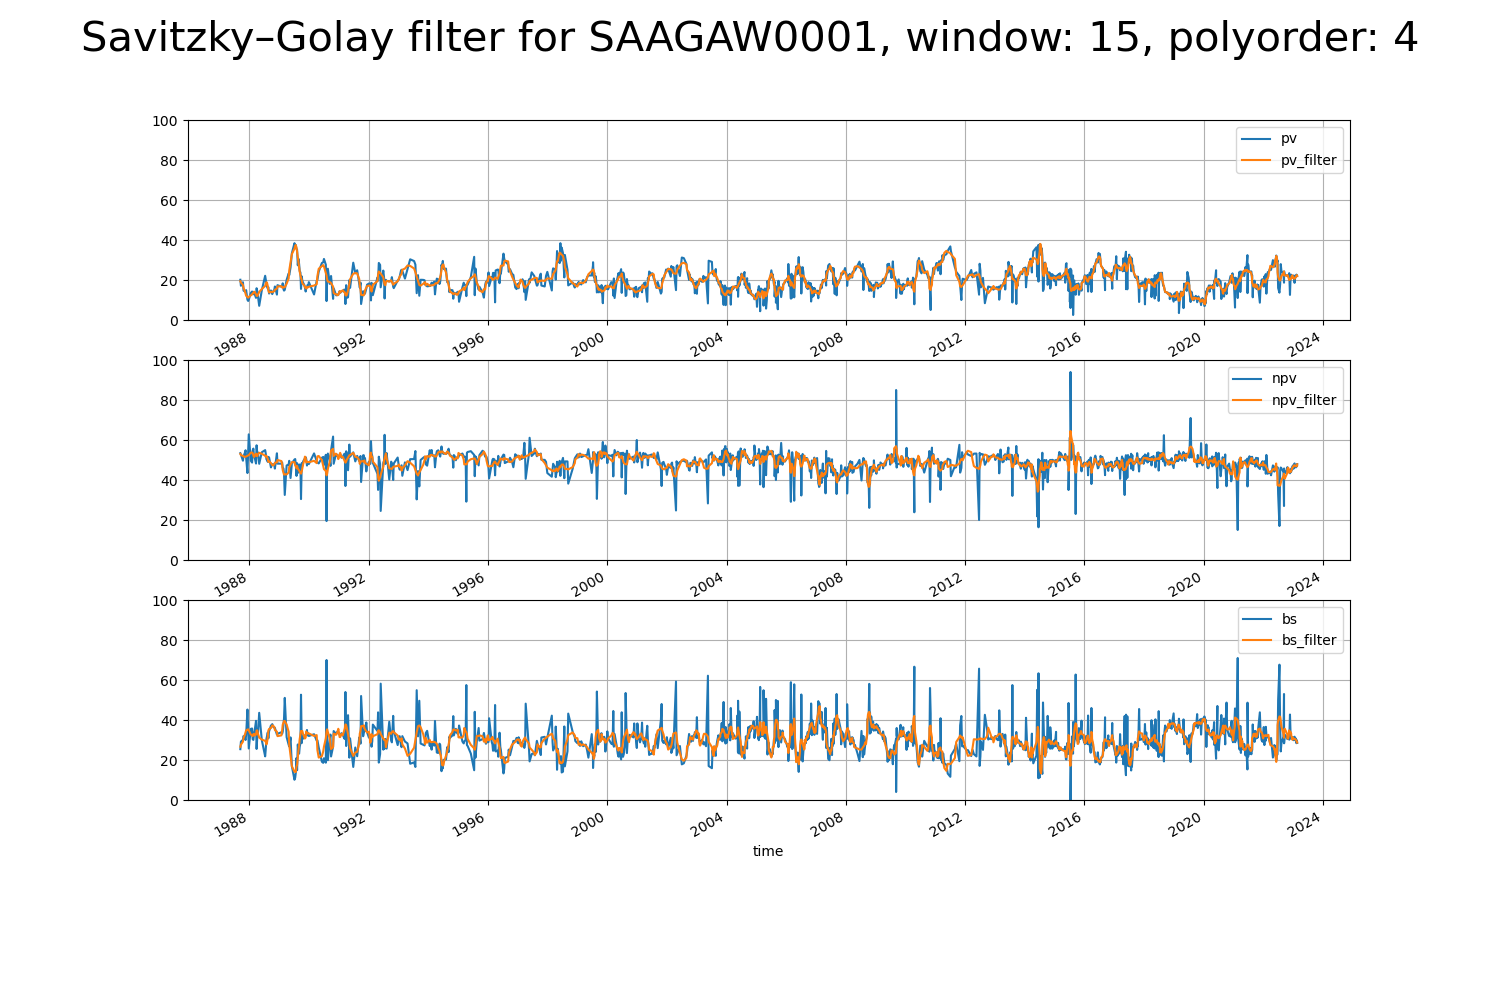 Savitzky–Golay filter for SAAGAW0001, window: 15, polyorder: 4
100
80
60
40
20
0
pv
pv_filter
1988 1992 1996 2000 2004 2008 2012 2016 2020 2024
100
80
60
40
20
0
npv
npv_filter
1988 1992 1996 2000 2004 2008 2012 2016 2020 2024
100
80
60
40
20
0
bs
bs_filter
1988 1992 1996 2000 2004 2008 2012 2016 2020 2024
time